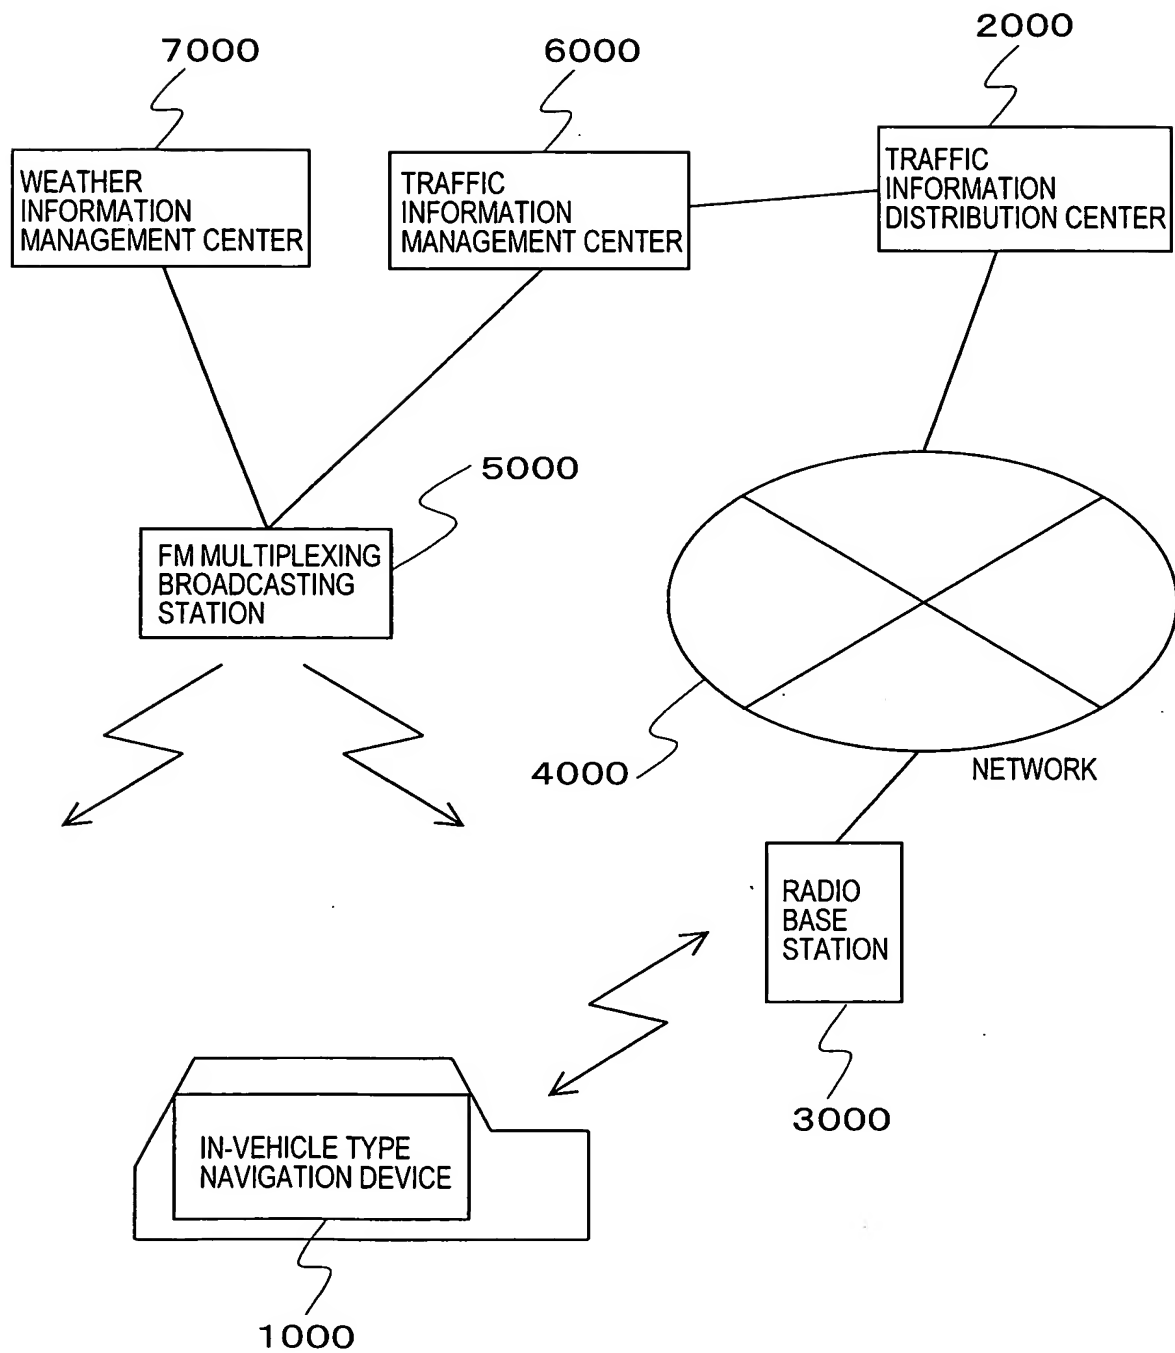 7000
6000
2000
WEATHER
INFORMATION
MANAGEMENT CENTER
TRAFFIC
INFORMATION
MANAGEMENT CENTER
TRAFFIC
INFORMATION
DISTRIBUTION CENTER
5000
FM MULTIPLEXING
BROADCASTING
STATION
4000
NETWORK
RADIO
BASE
STATION
3000
IN-VEHICLE TYPE
NAVIGATION DEVICE
1000